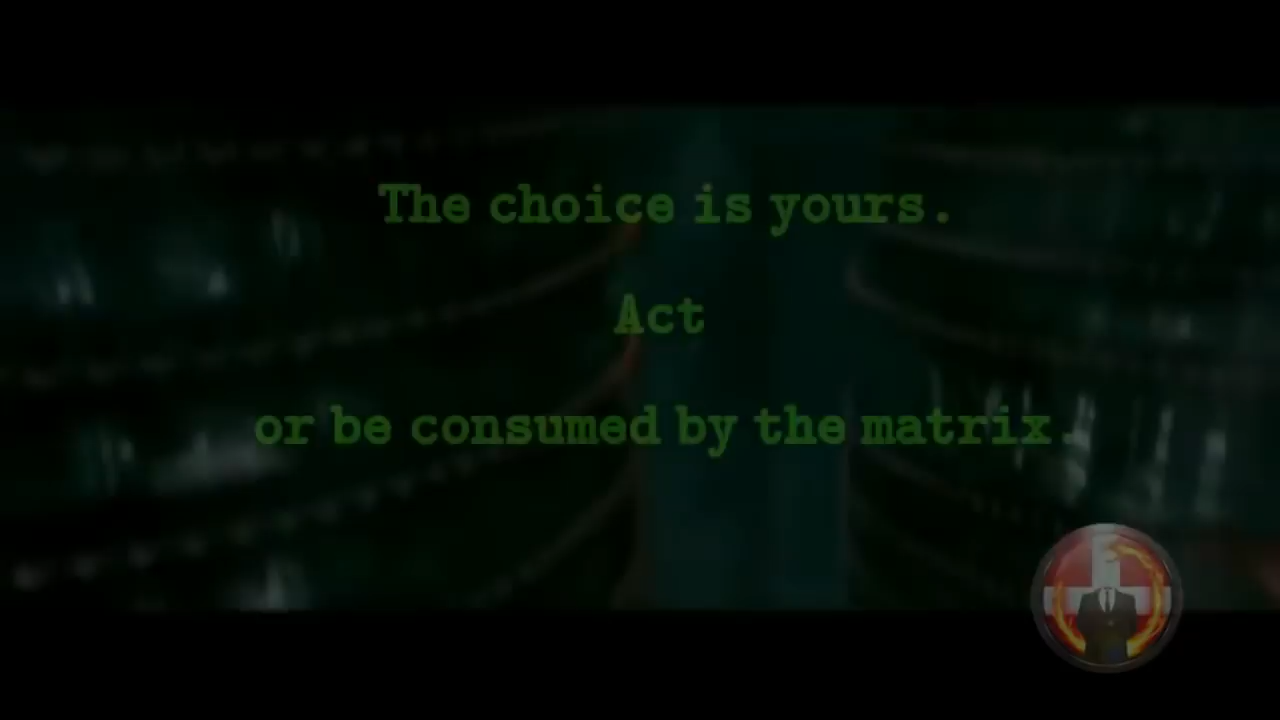 The choice is yours.
Act
or be consumed by the matrix.